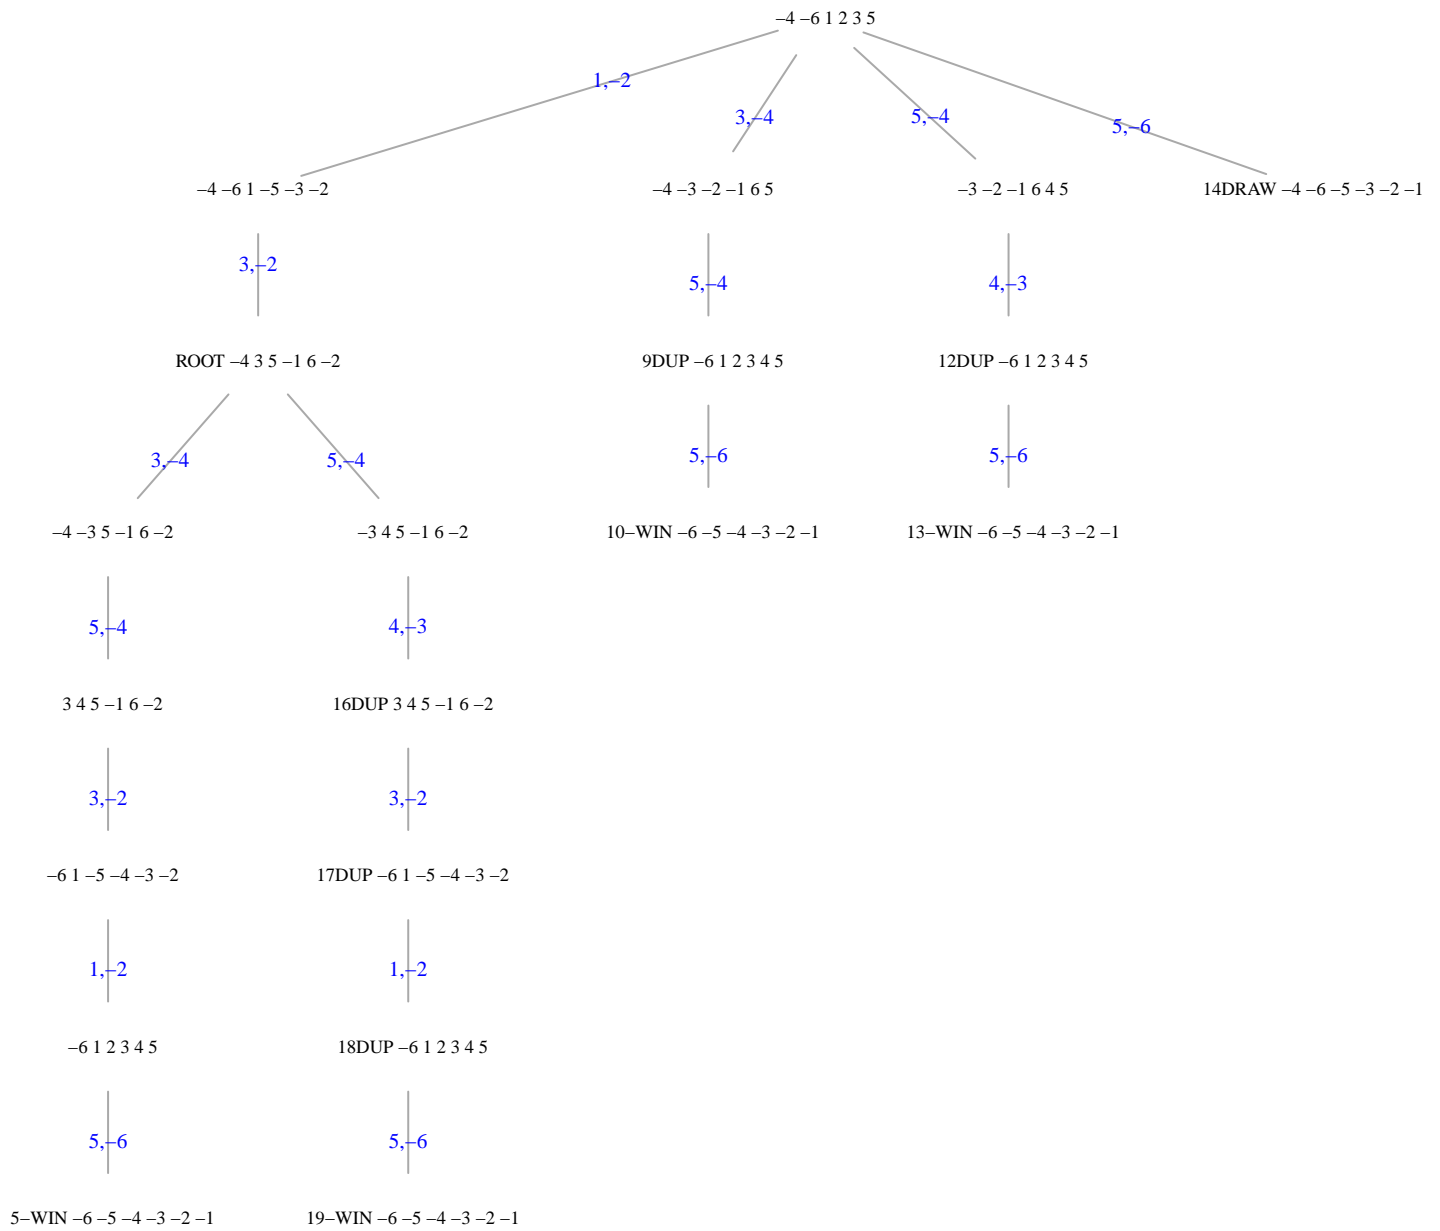 –4 –6 1 2 3 5
1,–2
3,–4
5,–4
5,–6
–4 –6 1 –5 –3 –2
–4 –3 –2 –1 6 5
–3 –2 –1 6 4 5
14DRAW –4 –6 –5 –3 –2 –1
3,–2
5,–4
4,–3
ROOT –4 3 5 –1 6 –2
9DUP –6 1 2 3 4 5
12DUP –6 1 2 3 4 5
3,–4
5,–4
5,–6
5,–6
–4 –3 5 –1 6 –2
–3 4 5 –1 6 –2
10–WIN –6 –5 –4 –3 –2 –1
13–WIN –6 –5 –4 –3 –2 –1
5,–4
4,–3
3 4 5 –1 6 –2
16DUP 3 4 5 –1 6 –2
3,–2
3,–2
–6 1 –5 –4 –3 –2
17DUP –6 1 –5 –4 –3 –2
1,–2
1,–2
–6 1 2 3 4 5
18DUP –6 1 2 3 4 5
5,–6
5,–6
5–WIN –6 –5 –4 –3 –2 –1
19–WIN –6 –5 –4 –3 –2 –1